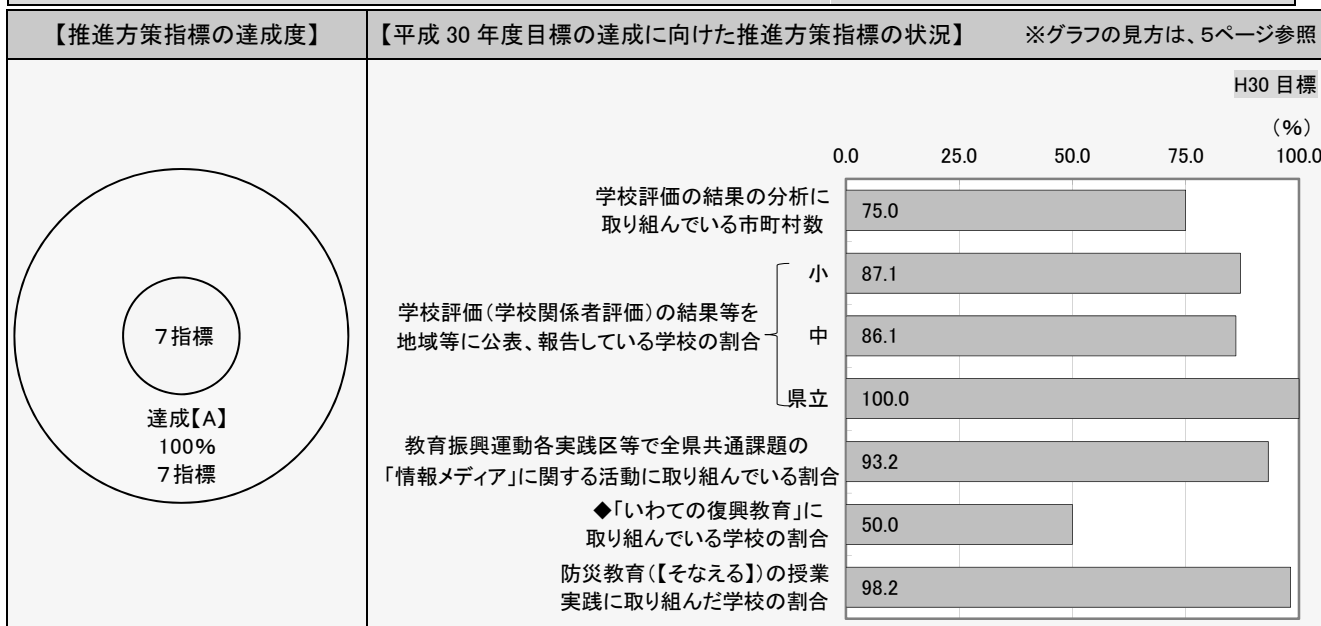 【推進方策指標の達成度】
【平成 30 年度目標の達成に向けた推進方策指標の状況】 ※グラフの見方は、5ページ参照
7指標
達成【A】
100%
7指標
H30 目標
(%)
0.0 25.0 50.0 75.0 100.0
学校評価の結果の分析に
取り組んでいる市町村数
75.0
小
87.1
学校評価(学校関係者評価)の結果等を
地域等に公表、報告している学校の割合
中
86.1
県立
100.0
教育振興運動各実践区等で全県共通課題の
「情報メディア」に関する活動に取り組んでいる割合
93.2
◆「いわての復興教育」に
取り組んでいる学校の割合
50.0
防災教育(【そなえる】)の授業
実践に取り組んだ学校の割合
98.2